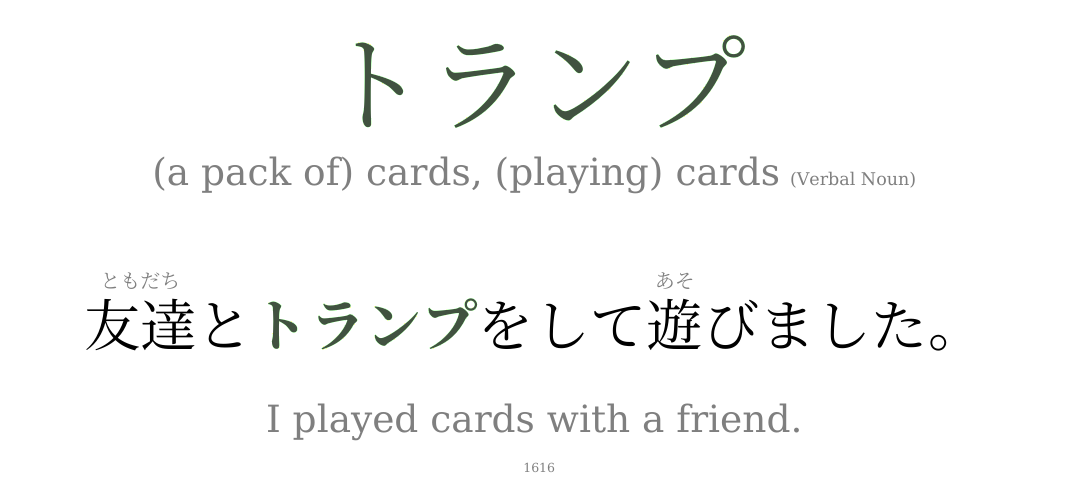 トランプ
(a pack of) cards, (playing) cards (Verbal Noun)
ともだち あそ
友達とトランプをして遊びました。
I played cards with a friend.
1616